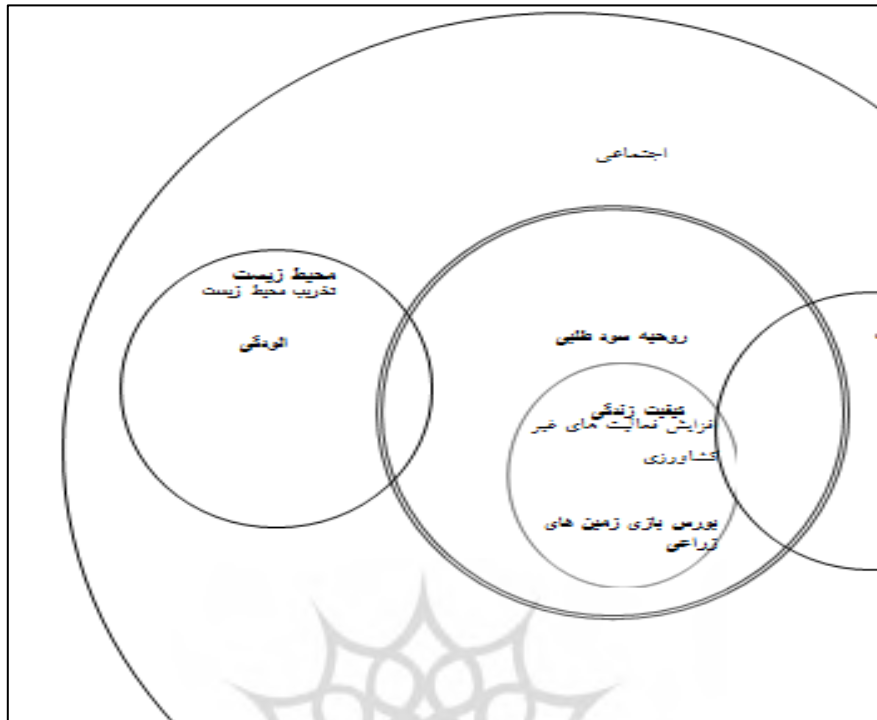 اجتماعی
محیط زیست
تخریب محیط زیست
الودگی
روحیه سود طلبی
کیفیت زندگی
افزایش فعالیت های غیر
کشاورزی
بورس بازی زمین های
زراعی